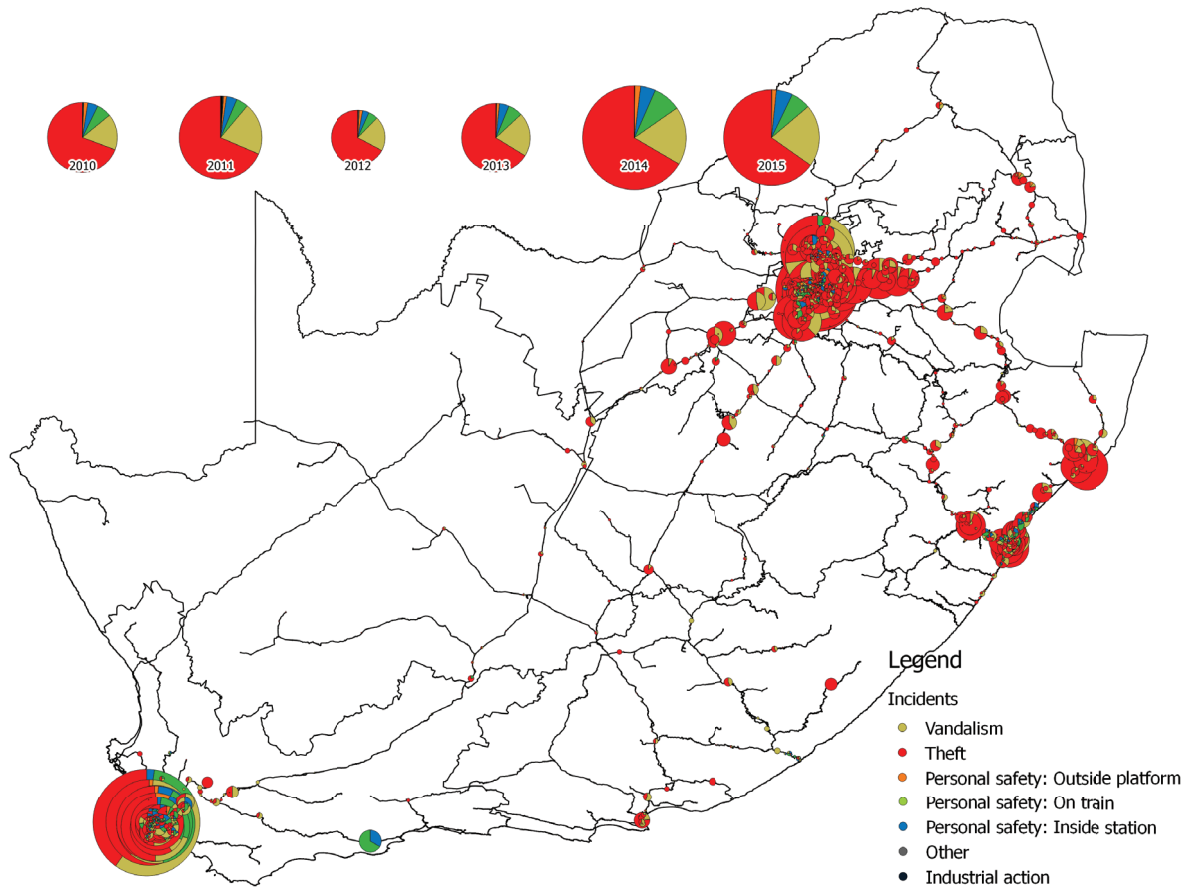 2010
2011
2012
2013
2014
2015
Legend
Incidents
Vandalism
Theft
Personal safety: Outside platform
Personal safety: On train
Personal safety: Inside station
Other
Industrial action